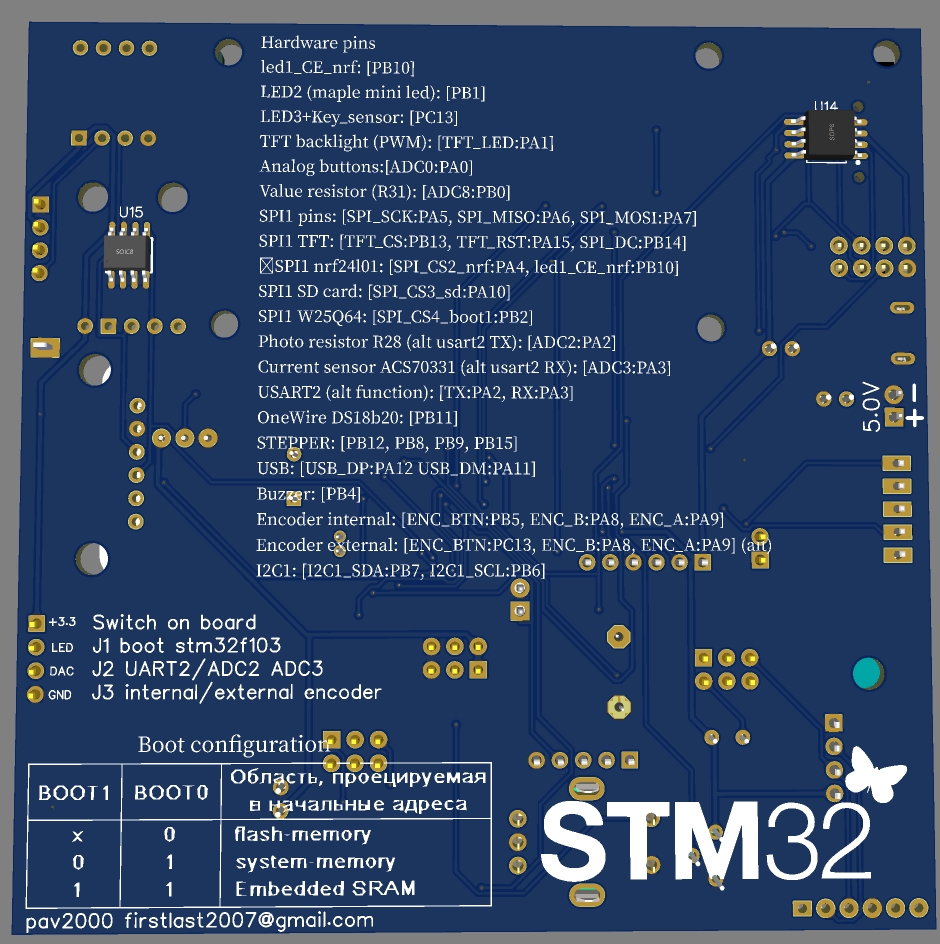 Hardware pins
led1_CE_nrf: [PB10]
LED2 (maple mini led): [PB1]
LED3+Key_sensor: [PC13]
TFT backlight (PWM): [TFT_LED:PA1]
Analog buttons:[ADC0:PA0]
Value resistor (R31): [ADC8:PB0]
SPI1 pins: [SPI_SCK:PA5, SPI_MISO:PA6, SPI_MOSI:PA7]
SPI1 TFT: [TFT_CS:PB13, TFT_RST:PA15, SPI_DC:PB14]
SPI1 nrf24l01: [SPI_CS2_nrf:PA4, led1_CE_nrf:PB10]
SPI1 SD card: [SPI_CS3_sd:PA10]
SPI1 W25Q64: [SPI_CS4_boot1:PB2]
Photo resistor R28 (alt usart2 TX): [ADC2:PA2]
Current sensor ACS70331 (alt usart2 RX): [ADC3:PA3]
USART2 (alt function): [TX:PA2, RX:PA3]
OneWire DS18b20: [PB11]
STEPPER: [PB12, PB8, PB9, PB15]
USB: [USB_DP:PA12 USB_DM:PA11]
Buzzer: [PB4]
Encoder internal: [ENC_BTN:PB5, ENC_B:PA8, ENC_A:PA9]
Encoder external: [ENC_BTN:PC13, ENC_B:PA8, ENC_A:PA9] (alt)
I2C1: [I2C1_SDA:PB7, I2C1_SCL:PB6]
U14
SOP8
U15
SOIC8
5.0V - +
+3.3 Switch on board
LED J1 boot stm32f103
DAC J2 UART2/ADC2 ADC3
GND J3 internal/external encoder
Boot configuration
BOOT1 BOOT0 Область, проецируемая
в начальные адреса
x 0 flash-memory
0 1 system-memory
1 1 Embedded SRAM
STM32
pav2000 firstlast2007@gmail.com